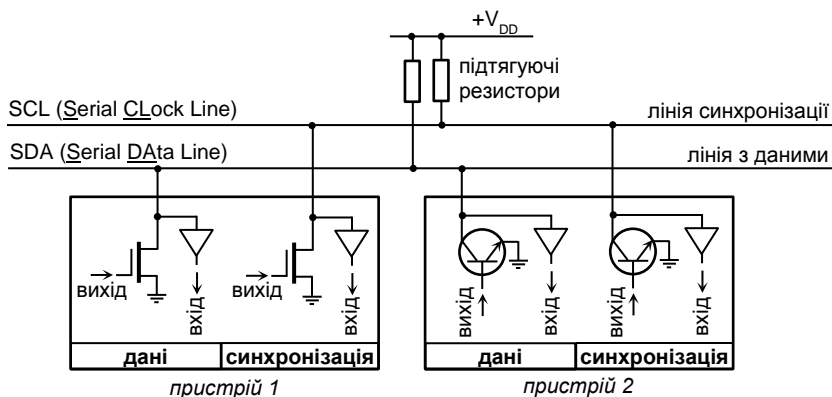 +V DD
підтягуючі
резистори
SCL (Serial CLock Line)
лінія синхронізації
SDA (Serial DAta Line)
лінія з даними
вихід
вхід
вихід
вхід
вихід
вхід
вихід
вхід
дані
синхронізація
дані
синхронізація
пристрій 1
пристрій 2